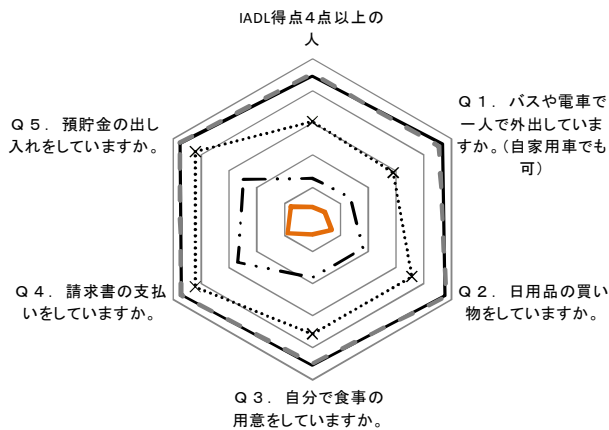 IADL得点４点以上の
人
Ｑ１．バスや電車で
一人で外出していま
すか。（自家用車でも
可）
Ｑ２．日用品の買い
物をしていますか。
Ｑ３．自分で食事の
用意をしていますか。
Ｑ４．請求書の支払
いをしていますか。
Ｑ５．預貯金の出し
入れをしていますか。